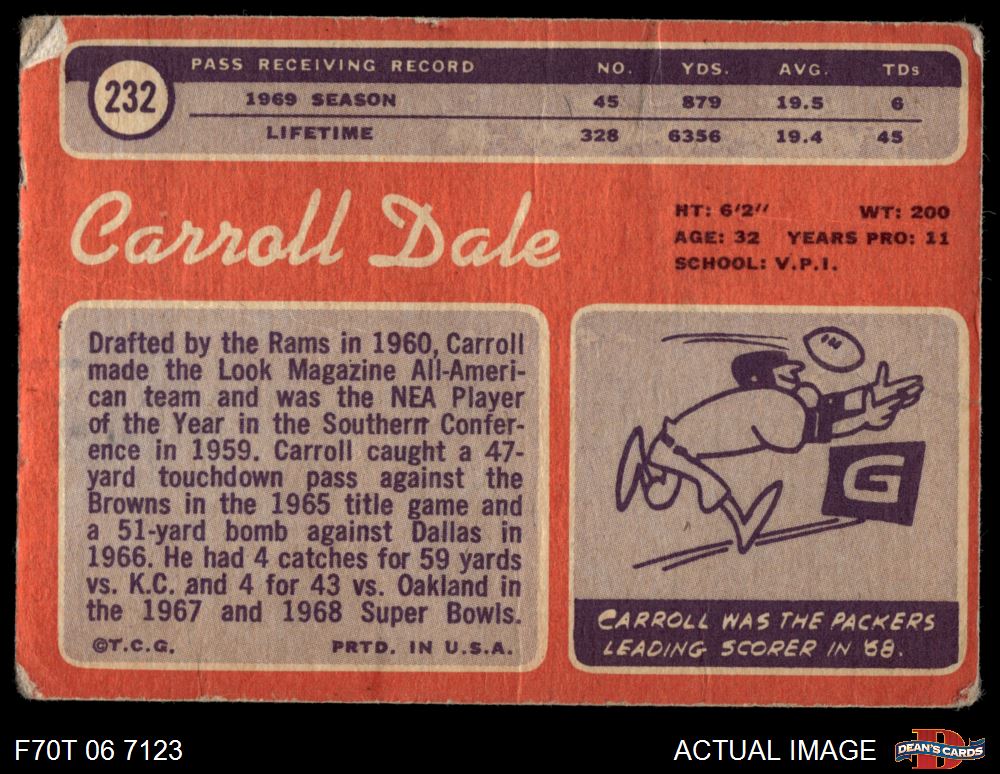 232
PASS RECEIVING RECORD NO. YDS. AVG. TDs
1969 SEASON 45 879 19.5 6
LIFETIME 328 6356 19.4 45
Carroll Dale
HT: 6'2" WT: 200
AGE: 32 YEARS PRO: 11
SCHOOL: V.P.I.
Drafted by the Rams in 1960, Carroll
made the Look Magazine All-Ameri-
can team and was the NEA Player
of the Year in the Southern Confer-
ence in 1959. Carroll caught a 47-
yard touchdown pass against the
Browns in the 1965 title game and
a 51-yard bomb against Dallas in
1966. He had 4 catches for 59 yards
vs. K.C. and 4 for 43 vs. Oakland in
the 1967 and 1968 Super Bowls.
©T.C.G. PRTD. IN U.S.A.
G
CARROLL WAS THE PACKERS
LEADING SCORER IN '68.
F70T 06 7123
ACTUAL IMAGE
D
DEAN'S CARDS